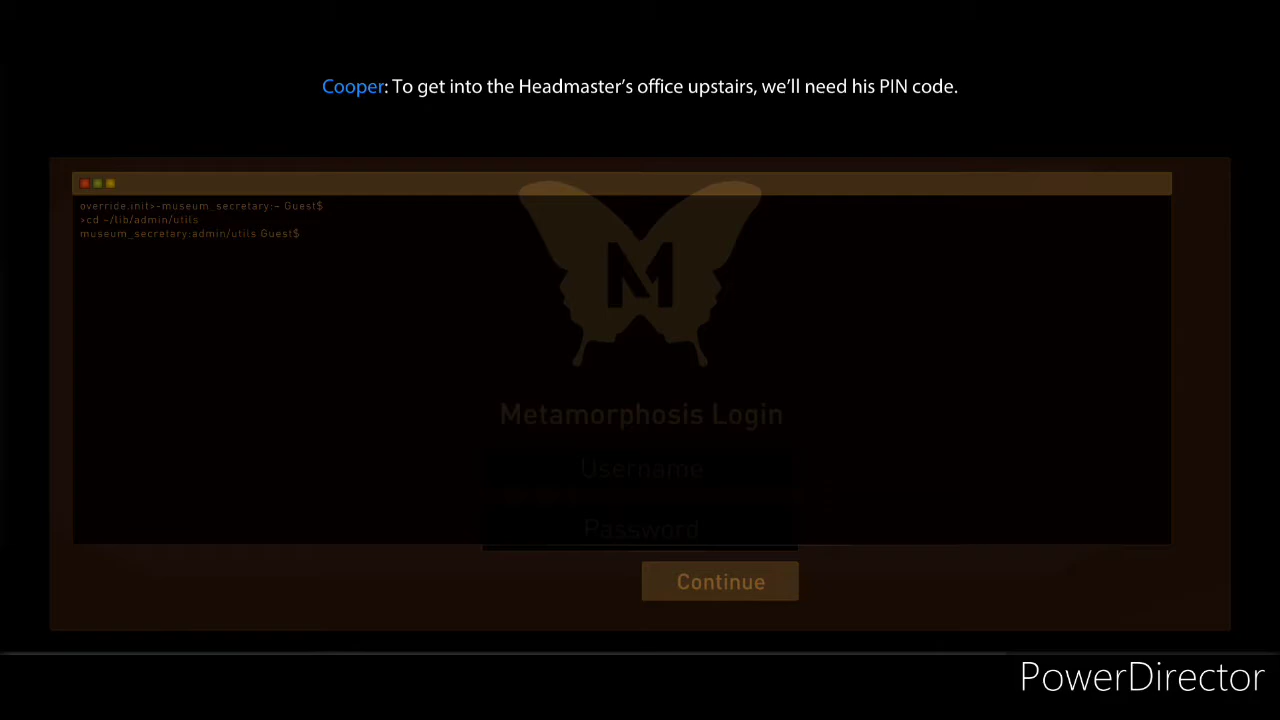 Cooper: To get into the Headmaster’s office upstairs, we’ll need his PIN code.
override.init>-museum_secretary:~ Guest$
>cd ~/lib/admin/utils
museum_secretary:admin/utils Guest$
M
Metamorphosis Login
Username
Password
Continue
PowerDirector